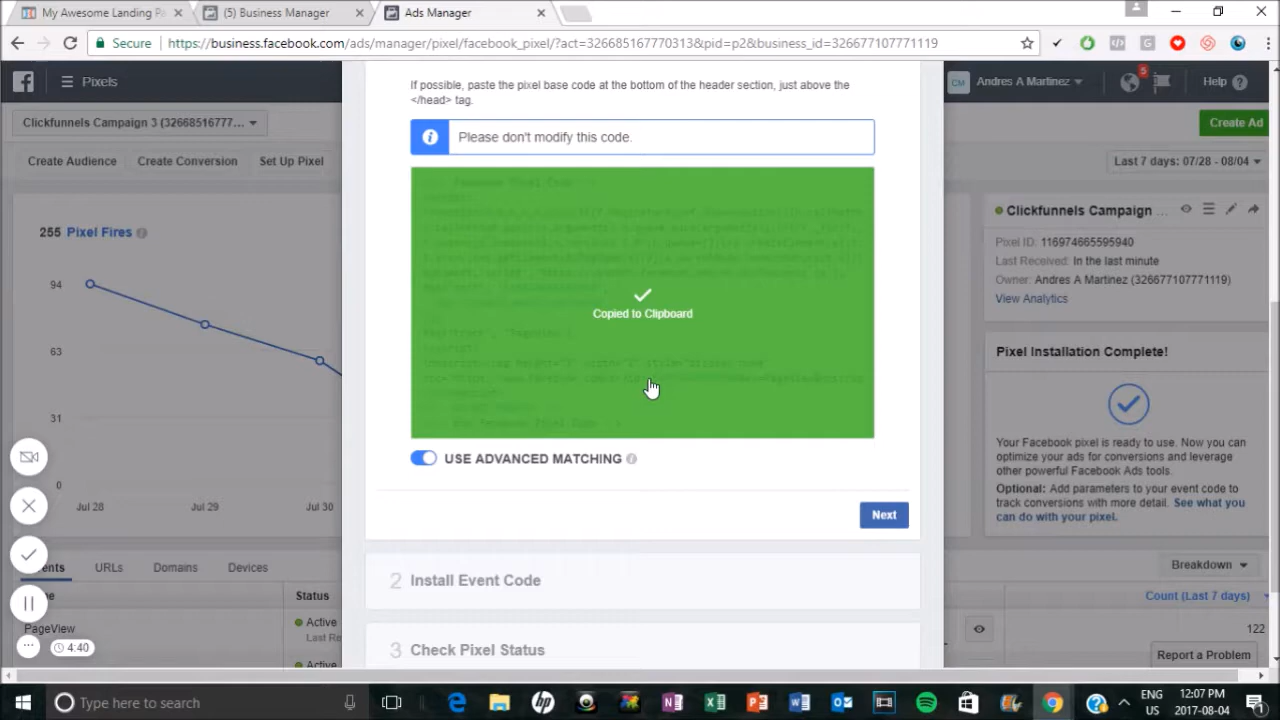 My Awesome Landing P
(5) Business Manager
Ads Manager
Secure
https://business.facebook.com/ads/manager/pixel/facebook_pixel/?act=326685167770313&pid=p2&business_id=326677107771119
Pixels
CM
Andres A Martinez
5
Help
Clickfunnels Campaign 3 (32668516777...
Create Ad
Create Audience
Create Conversion
Set Up Pixel
Last 7 days: 07/28 - 08/04
If possible, paste the pixel base code at the bottom of the header section, just above the
</head> tag.
Please don't modify this code.
Copied to Clipboard
USE ADVANCED MATCHING
Next
2 Install Event Code
3 Check Pixel Status
255 Pixel Fires
94
63
31
0
Jul 28
Jul 29
Jul 30
Clickfunnels Campaign ...
Pixel ID: 116974665595940
Last Received: In the last minute
Owner: Andres A Martinez (326677107771119)
View Analytics
Pixel Installation Complete!
Your Facebook pixel is ready to use. Now you can
optimize your ads for conversions and leverage
other powerful Facebook Ads tools.
Optional: Add parameters to your event code to
track conversions with more detail. See what you
can do with your pixel.
URLs
Domains
Devices
Breakdown
Status
Count (Last 7 days)
PageView
Active
Last Re
122
Active
Report a Problem
4:40
Type here to search
ENG
US
12:07 PM
2017-08-04
1